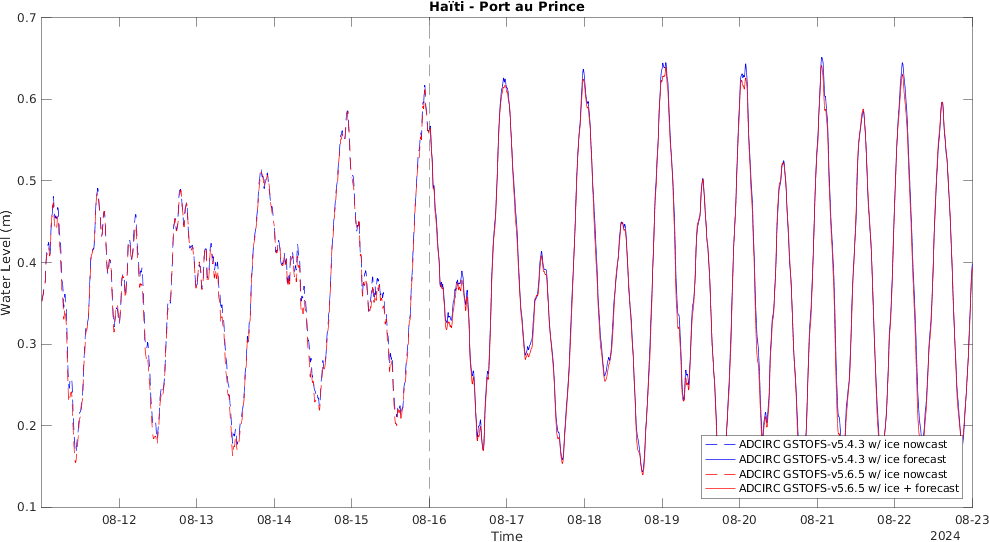 Haïti - Port au Prince
0.7
0.6
0.5
0.4
0.3
0.2
0.1
Water Level (m)
ADCIRC GSTOFS-v5.4.3 w/ ice nowcast
ADCIRC GSTOFS-v5.4.3 w/ ice forecast
ADCIRC GSTOFS-v5.6.5 w/ ice nowcast
ADCIRC GSTOFS-v5.6.5 w/ ice + forecast
08-12 08-13 08-14 08-15 08-16 08-17 08-18 08-19 08-20 08-21 08-22 08-23
Time
2024